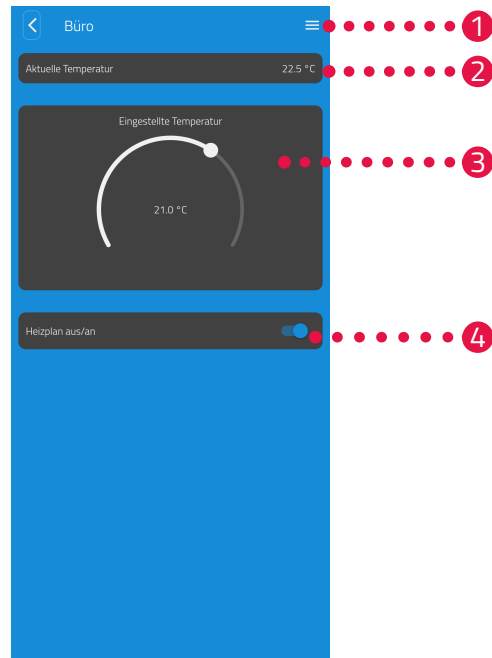 Büro
1
Aktuelle Temperatur 22.5 °C
2
Eingestellte Temperatur
3
21.0 °C
Heizplan aus/an
4